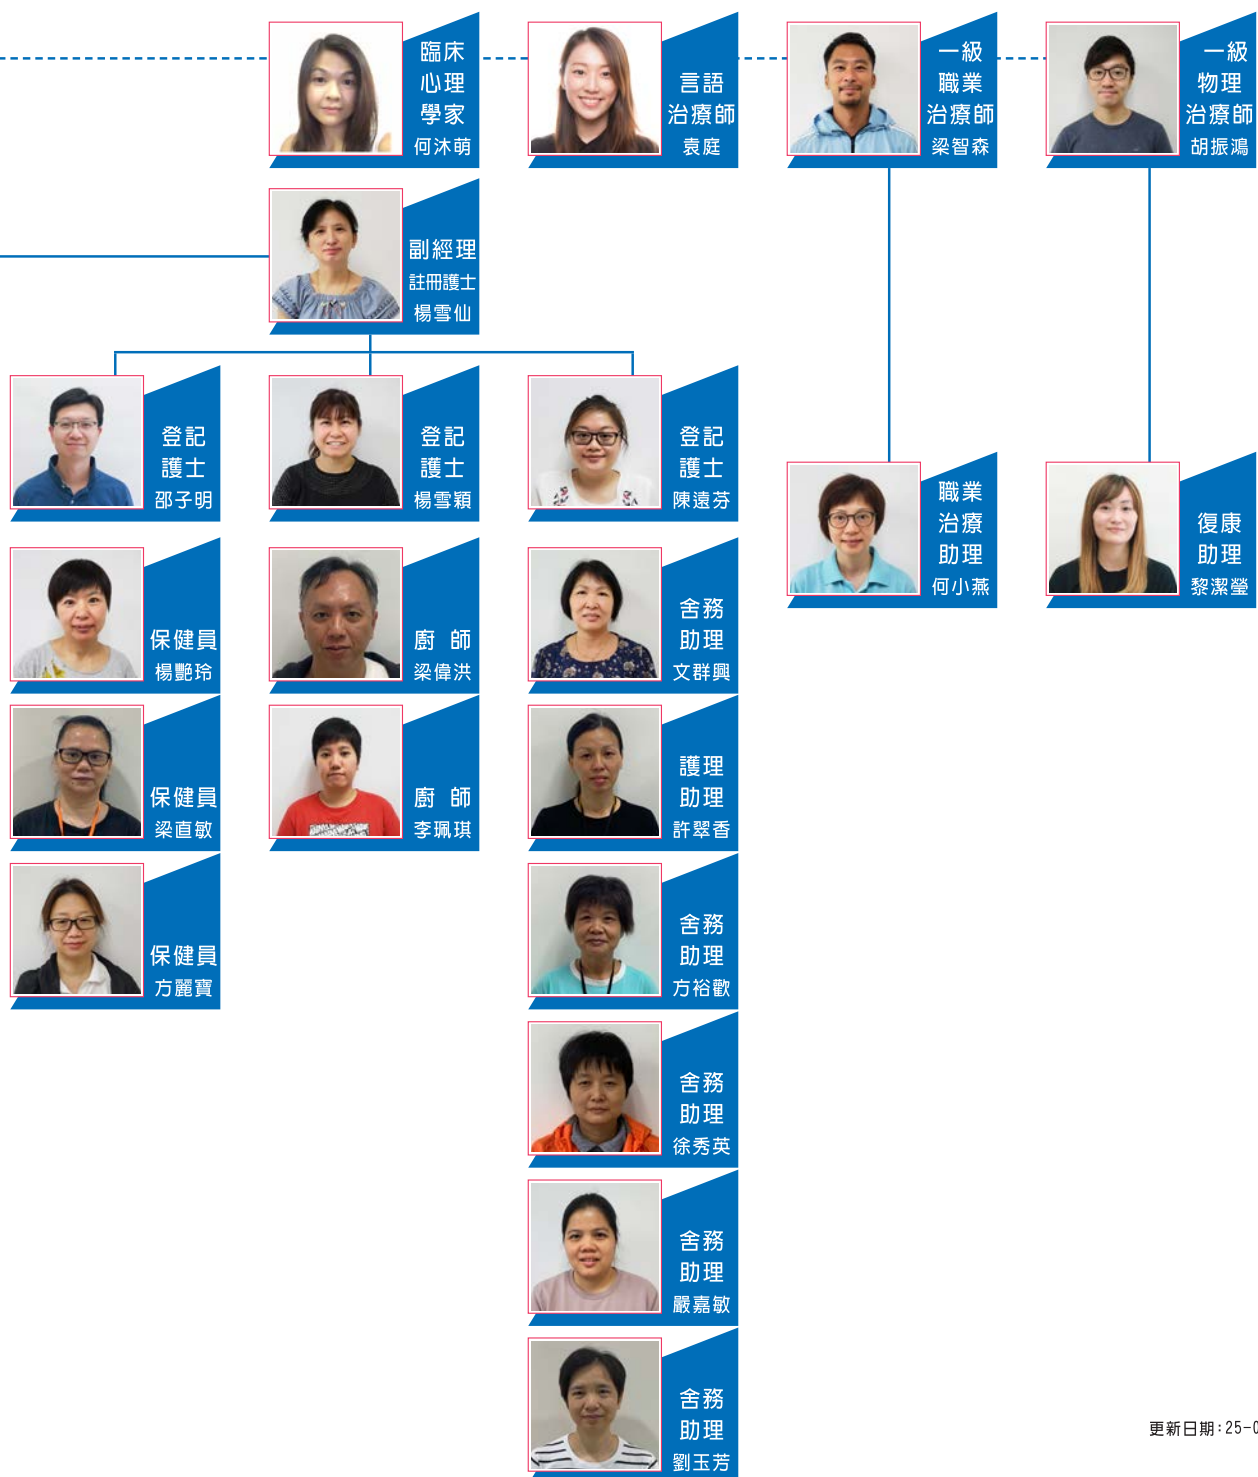 臨床
心理
學家
何沐萌
言語
治療師
袁庭
一級
職業
治療師
梁智森
一級
物理
治療師
胡振鴻
副經理
註冊護士
楊雪仙
登記
護士
邵子明
登記
護士
楊雪穎
登記
護士
陳遠芬
職業
治療
助理
何小燕
復康
助理
黎潔瑩
保健員
楊艷玲
廚師
梁偉洪
舍務
助理
文群興
保健員
梁直敏
廚師
李珮琪
護理
助理
許翠香
保健員
方麗寶
舍務
助理
方裕歡
舍務
助理
徐秀英
舍務
助理
嚴嘉敏
舍務
助理
劉玉芳
更新日期:25-0